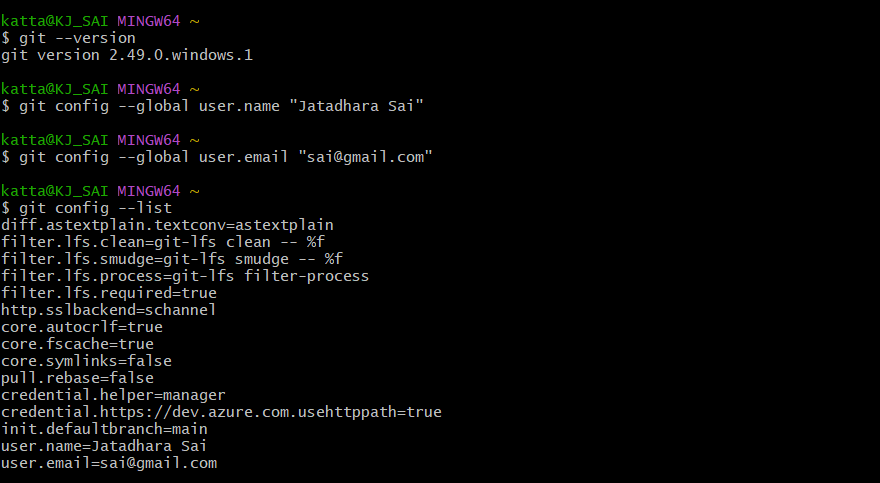 katta@KJ_SAI MINGW64 ~
$ git --version
git version 2.49.0.windows.1

katta@KJ_SAI MINGW64 ~
$ git config --global user.name "Jatadhara Sai"

katta@KJ_SAI MINGW64 ~
$ git config --global user.email "sai@gmail.com"

katta@KJ_SAI MINGW64 ~
$ git config --list
diff.astextplain.textconv=astextplain
filter.lfs.clean=git-lfs clean -- %f
filter.lfs.smudge=git-lfs smudge -- %f
filter.lfs.process=git-lfs filter-process
filter.lfs.required=true
http.sslbackend=schannel
core.autocrlf=true
core.fscache=true
core.symlinks=false
pull.rebase=false
credential.helper=manager
credential.https://dev.azure.com.usehttppath=true
init.defaultbranch=main
user.name=Jatadhara Sai
user.email=sai@gmail.com